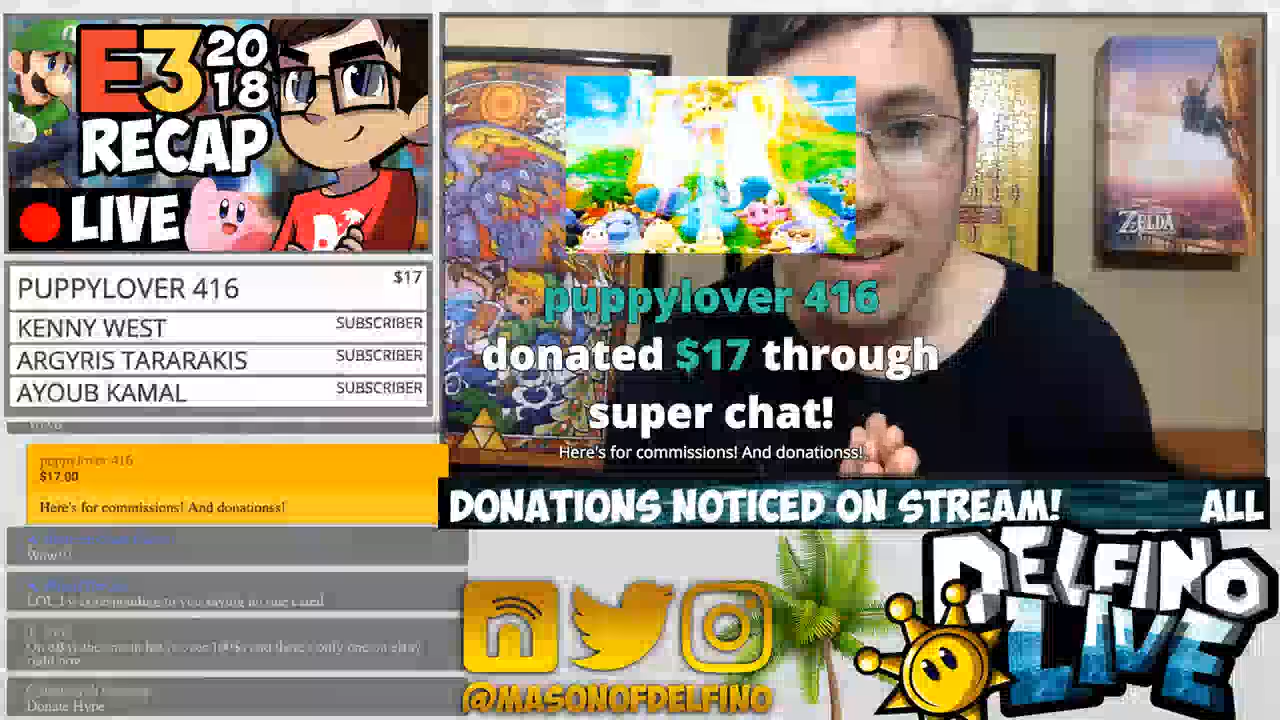 E3 2018
RECAP
LIVE
PUPPYLOVER 416 $17
KENNY WEST SUBSCRIBER
ARGYRIS TARARAKIS SUBSCRIBER
AYOUB KAMAL SUBSCRIBER
puppylover 416
$17.00
Here's for commissions! And donationss!
Wow!!!
Donate Hype
ZELDA
puppylover 416
donated $17 through
super chat!
Here's for commissions! And donationss!
DONATIONS NOTICED ON STREAM! ALL
@MASONOFDELFINO
DELFINO
LIVE